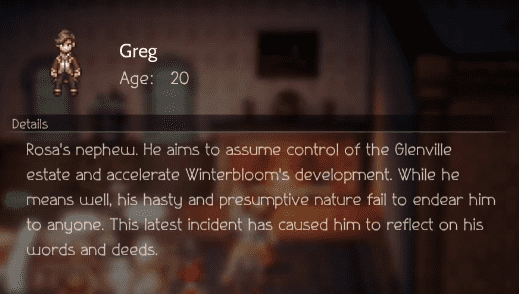 Greg
Age: 20
Details
Rosa's nephew. He aims to assume control of the Glenville
estate and accelerate Winterbloom's development. While he
means well, his hasty and presumptive nature fail to endear him
to anyone. This latest incident has caused him to reflect on his
words and deeds.